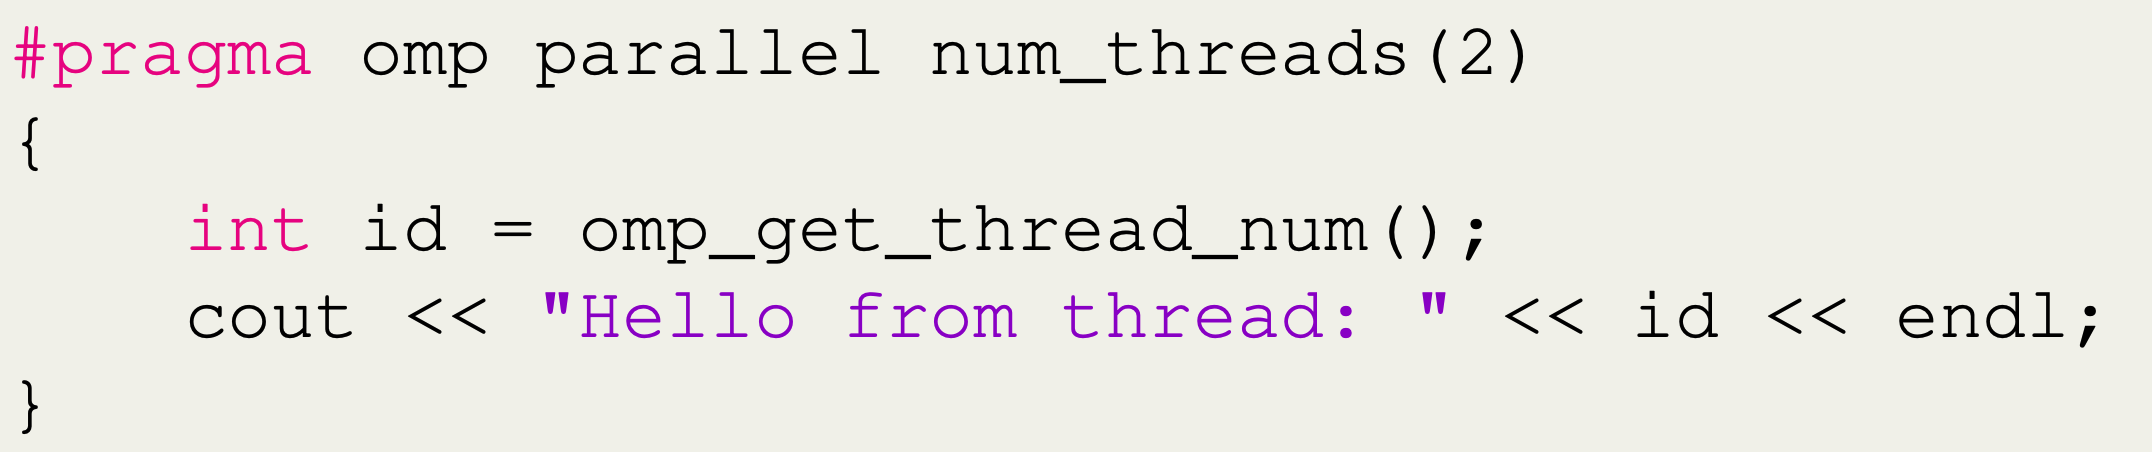 #pragma omp parallel num_threads(2)
{
    int id = omp_get_thread_num();
    cout << "Hello from thread: " << id << endl;
}